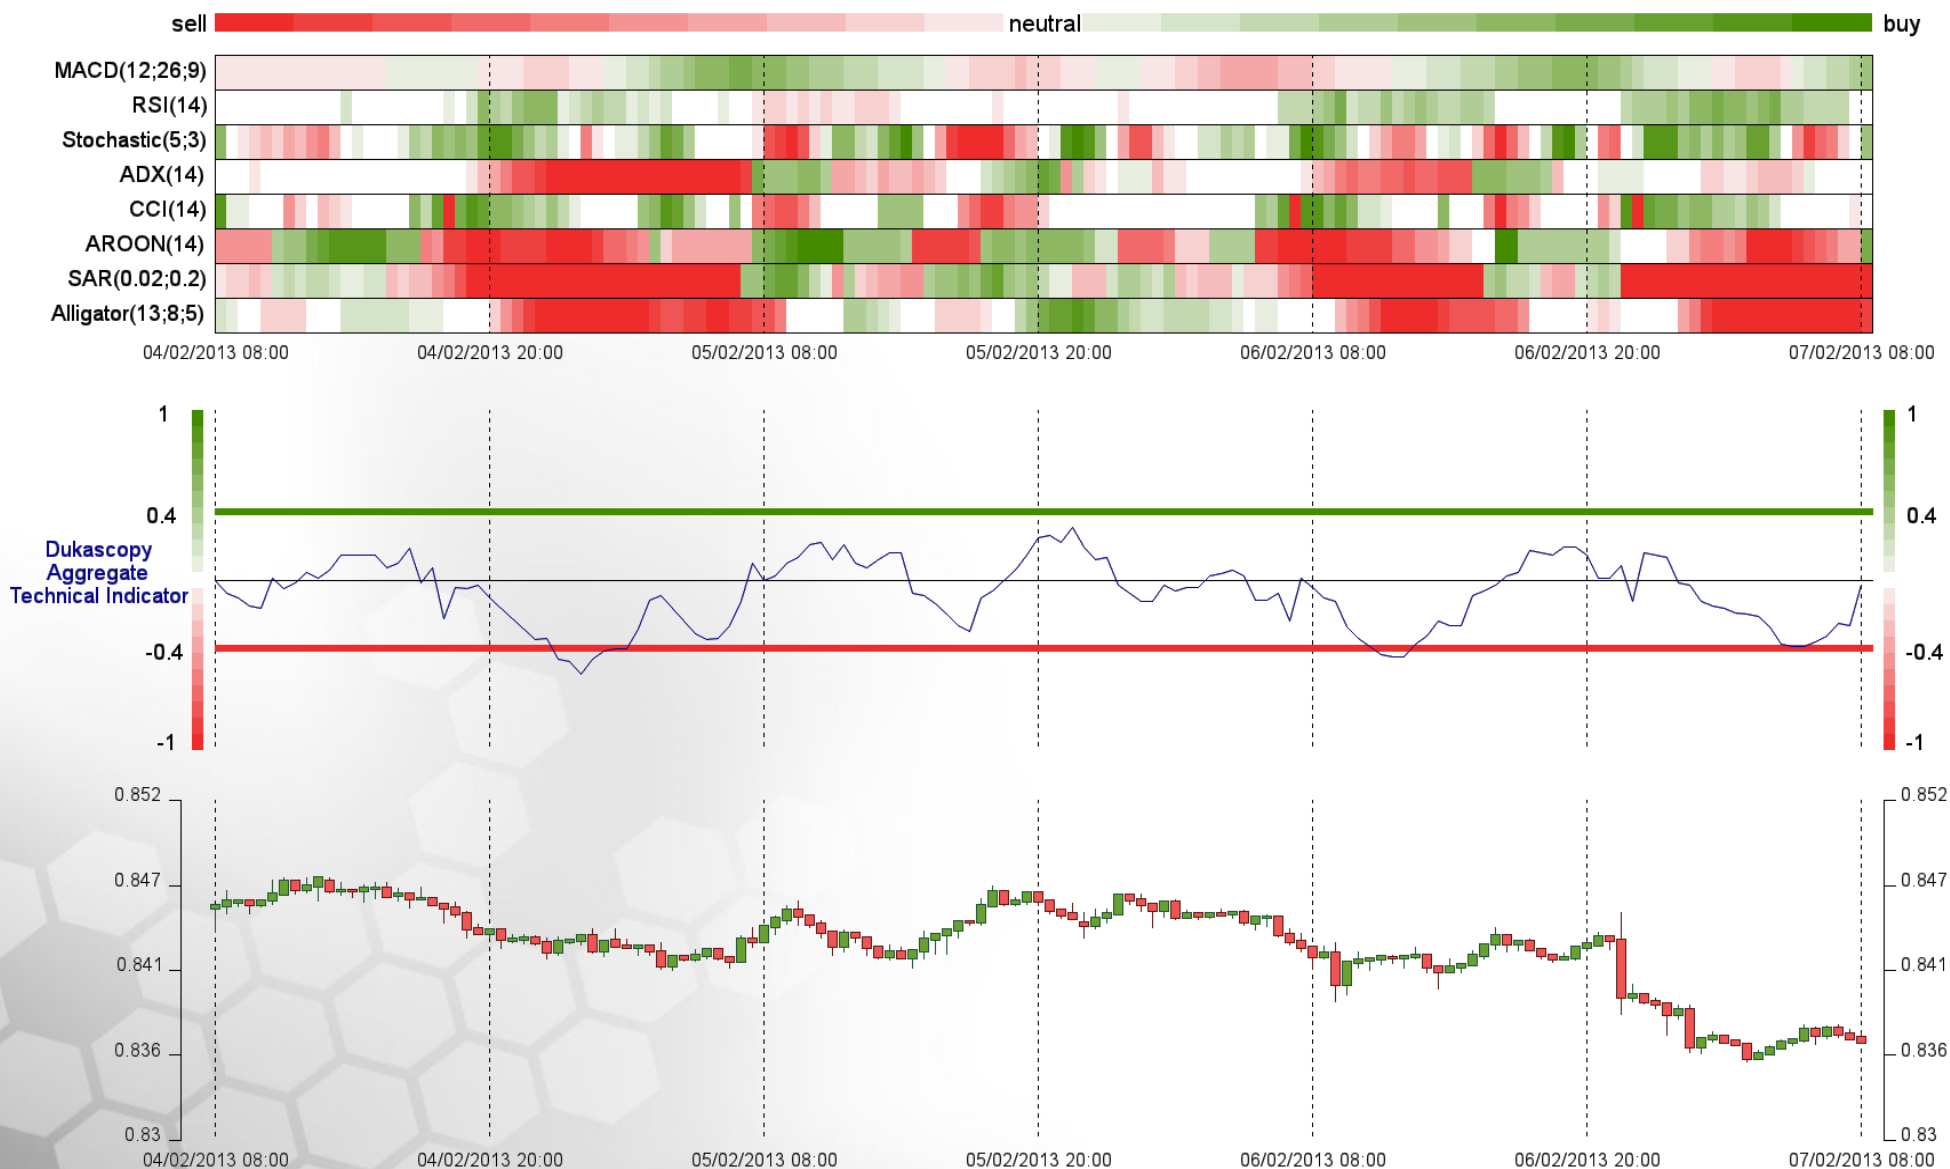 sell neutral buy
MACD(12;26;9)
RSI(14)
Stochastic(5;3)
ADX(14)
CCI(14)
AROON(14)
SAR(0.02;0.2)
Alligator(13;8;5)
04/02/2013 08:00 04/02/2013 20:00 05/02/2013 08:00 05/02/2013 20:00 06/02/2013 08:00 06/02/2013 20:00 07/02/2013 08:00
1 1
0.4 0.4
Dukascopy
Aggregate
Technical Indicator
-0.4 -0.4
-1 -1
0.852 0.852
0.847 0.847
0.841 0.841
0.836 0.836
0.83 0.83
04/02/2013 08:00 04/02/2013 20:00 05/02/2013 08:00 05/02/2013 20:00 06/02/2013 08:00 06/02/2013 20:00 07/02/2013 08:00